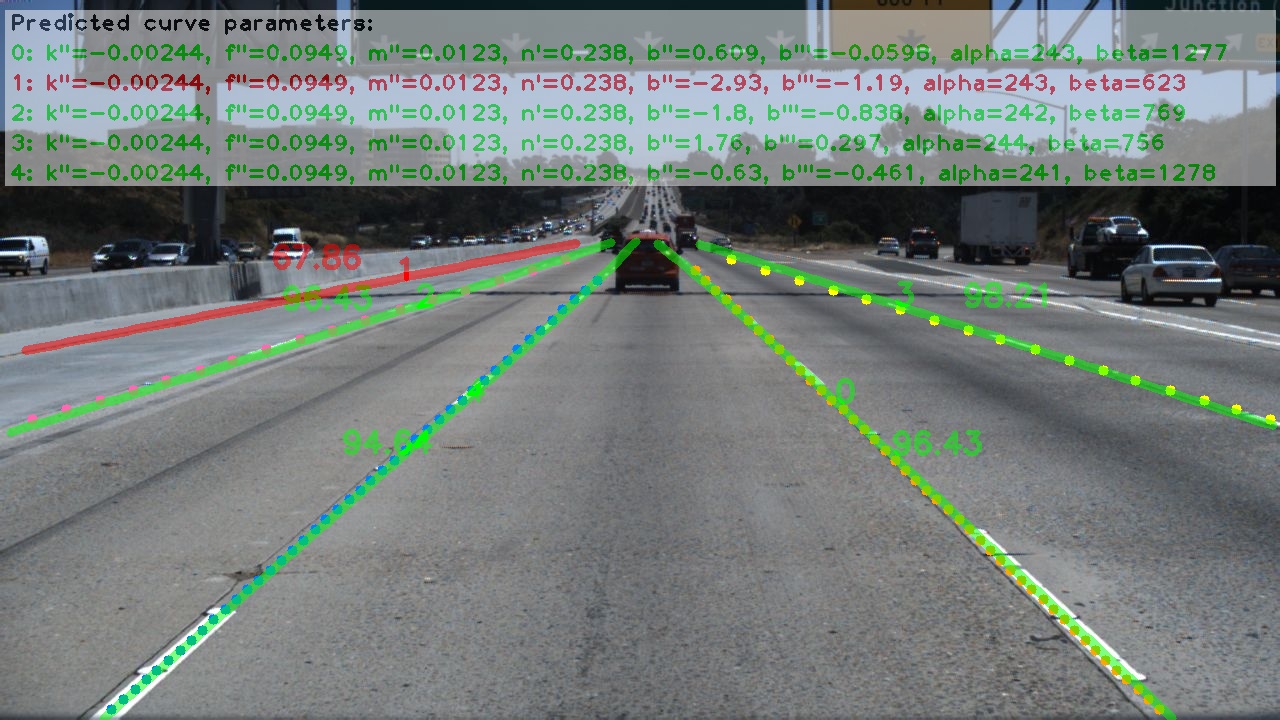 Predicted curve parameters:
0: k''=-0.00244, f''=0.0949, m''=0.0123, n'=0.238, b''=0.609, b'''=-0.0598, alpha=243, beta=1277
1: k''=-0.00244, f''=0.0949, m''=0.0123, n'=0.238, b''=-2.93, b'''=-1.19, alpha=243, beta=623
2: k''=-0.00244, f''=0.0949, m''=0.0123, n'=0.238, b''=-1.8, b'''=-0.838, alpha=242, beta=769
3: k''=-0.00244, f''=0.0949, m''=0.0123, n'=0.238, b''=1.76, b'''=0.297, alpha=244, beta=756
4: k''=-0.00244, f''=0.0949, m''=0.0123, n'=0.238, b''=-0.63, b'''=-0.461, alpha=241, beta=1278
Junction
67.86 1
96.43 2
3 98.21
0
94.64
96.43